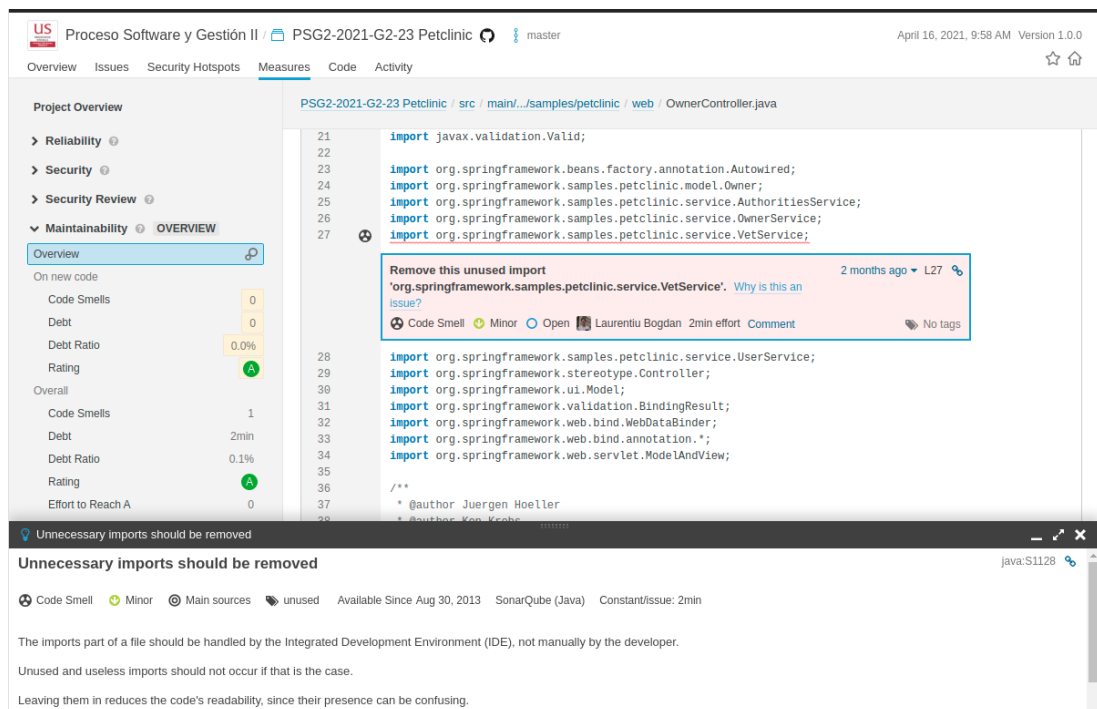 US Proceso Software y Gestión II / PSG2-2021-G2-23 Petclinic master April 16, 2021, 9:58 AM Version 1.0.0
Overview Issues Security Hotspots Measures Code Activity
Project Overview
Reliability
Security
Security Review
Maintainability OVERVIEW
Overview
On new code
Code Smells 0
Debt 0
Debt Ratio 0.0%
Rating A
Overall
Code Smells 1
Debt 2min
Debt Ratio 0.1%
Rating A
Effort to Reach A 0
PSG2-2021-G2-23 Petclinic / src / main/.../samples/petclinic / web / OwnerController.java
21 import javax.validation.Valid;
22
23 import org.springframework.beans.factory.annotation.Autowired;
24 import org.springframework.samples.petclinic.model.Owner;
25 import org.springframework.samples.petclinic.service.AuthoritiesService;
26 import org.springframework.samples.petclinic.service.OwnerService;
27 import org.springframework.samples.petclinic.service.VetService;
Remove this unused import 2 months ago L27
'org.springframework.samples.petclinic.service.VetService'. Why is this an
issue?
Code Smell Minor Open Laurentiu Bogdan 2min effort Comment No tags
28 import org.springframework.samples.petclinic.service.UserService;
29 import org.springframework.stereotype.Controller;
30 import org.springframework.ui.Model;
31 import org.springframework.validation.BindingResult;
32 import org.springframework.web.bind.WebDataBinder;
33 import org.springframework.web.bind.annotation.*;
34 import org.springframework.web.servlet.ModelAndView;
35
36 /**
37 * @author Juergen Hoeller
38 * @author Ken Krebs
Unnecessary imports should be removed
Unnecessary imports should be removed java:S1128
Code Smell Minor Main sources unused Available Since Aug 30, 2013 SonarQube (Java) Constant/issue: 2min
The imports part of a file should be handled by the Integrated Development Environment (IDE), not manually by the developer.
Unused and useless imports should not occur if that is the case.
Leaving them in reduces the code's readability, since their presence can be confusing.